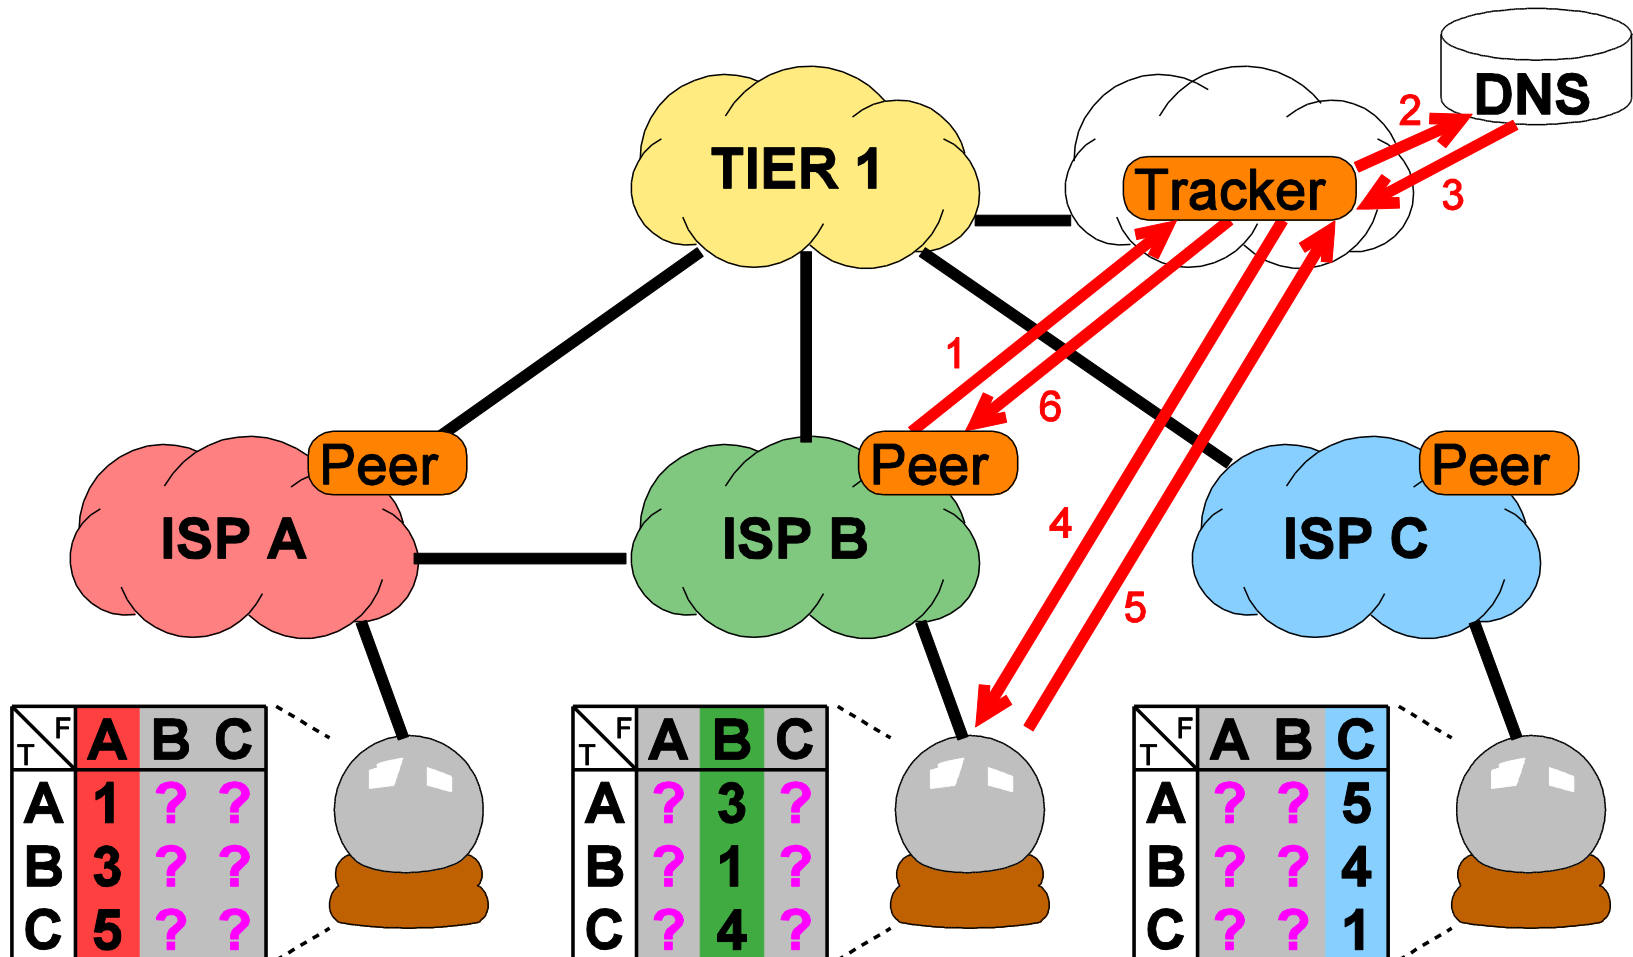 DNS
2
TIER 1
Tracker
3
1
6
Peer
Peer
Peer
4
ISP A
ISP B
ISP C
5
F
T
A B C
A 1 ? ?
B 3 ? ?
C 5 ? ?
F
T
A B C
A ? 3 ?
B ? 1 ?
C ? 4 ?
F
T
A B C
A ? ? 5
B ? ? 4
C ? ? 1